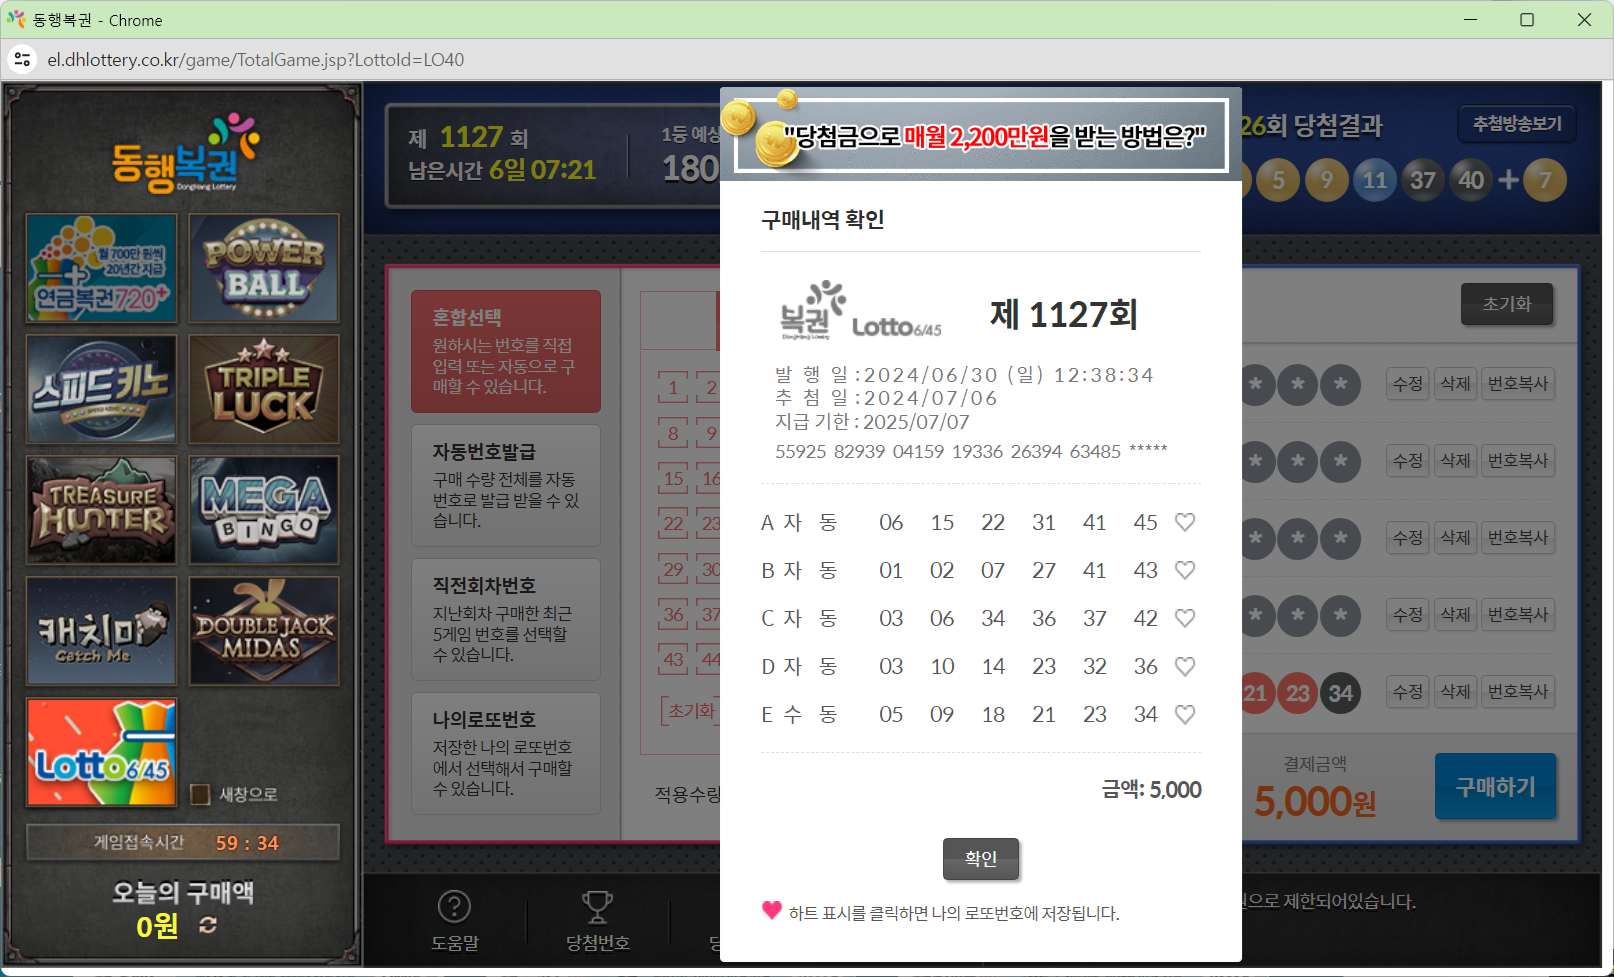 동행복권 - Chrome
el.dhlottery.co.kr/game/TotalGame.jsp?LottoId=LO40
동행복권
DongHang Lottery
월 700만 원씩
20년간 지급
연금복권720+
POWER
BALL
스피드키노
SPEED KENO
TRIPLE
LUCK
TREASURE
HUNTER
MEGA
BINGO
캐치미
Catch Me
DOUBLE JACK
MIDAS
Lotto 6/45
새창으로
게임접속시간 59 : 34
오늘의 구매액
0원
제 1127 회
남은시간 6일 07:21
1등 예상
180
26회 당첨결과
추첨방송보기
5 9 11 37 40 + 7
혼합선택
원하시는 번호를 직접
입력 또는 자동으로 구
매할 수 있습니다.
자동번호발급
구매 수량 전체를 자동
번호로 발급 받을 수 있
습니다.
직전회차번호
지난회차 구매한 최근
5게임 번호를 선택할
수 있습니다.
나의로또번호
저장한 나의 로또번호
에서 선택해서 구매할
수 있습니다.
1 2
8 9
15 16
22 23
29 30
36 37
43 44
초기화
적용수량
"당첨금으로 매월 2,200만원을 받는 방법은?"
구매내역 확인
복권 Lotto 6/45
DongHang Lottery
제 1127회
발 행 일 : 2024/06/30 (일) 12:38:34
추 첨 일 : 2024/07/06
지급 기한 : 2025/07/07
55925 82939 04159 19336 26394 63485 *****
A 자 동 06 15 22 31 41 45
B 자 동 01 02 07 27 41 43
C 자 동 03 06 34 36 37 42
D 자 동 03 10 14 23 32 36
E 수 동 05 09 18 21 23 34
금액: 5,000
확인
하트 표시를 클릭하면 나의 로또번호에 저장됩니다.
초기화
* * * 수정 삭제 번호복사
* * * 수정 삭제 번호복사
* * * 수정 삭제 번호복사
* * * 수정 삭제 번호복사
21 23 34 수정 삭제 번호복사
결제금액
5,000원
구매하기
도움말
당첨번호
원으로 제한되어있습니다.